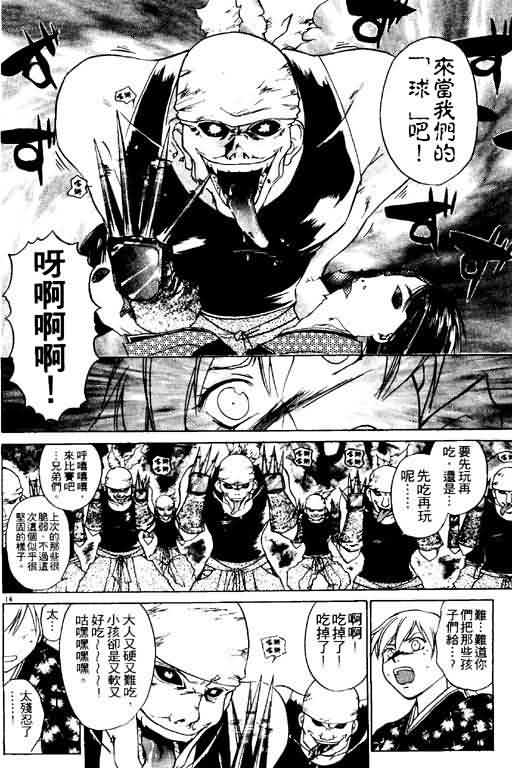 來當我們的
「球」吧！
呀啊啊啊！
要先玩再
吃，還是…
先吃再玩
呢……
呼嘻嘻嘻
來比賽吧
…兄弟們
上次的那些很
脆弱，不過這
次這個似乎很
堅固的樣子。
14
難…難道你
們把那些孩
子們給…？
啊！
吃掉了！
吃掉了！
大人又硬又難吃，
小孩卻是又軟又
好吃～～～！
咕嘿嘿嘿。
太…
…太殘忍了
！